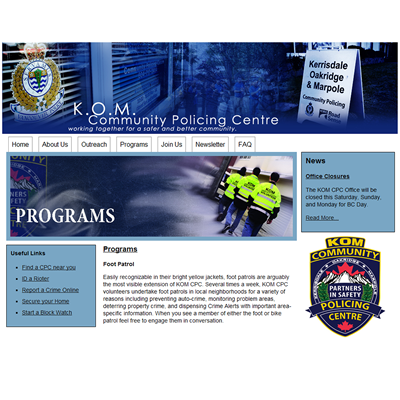 K.O.M.
Community Policing Centre
working together for a safer and better community.
Kerrisdale
Oakridge &
Marpole
Community Policing
Home
About Us
Outreach
Programs
Join Us
Newsletter
FAQ
PROGRAMS
News
Office Closures
The KOM CPC Office will be
closed this Saturday, Sunday,
and Monday for BC Day.
Read More...
Useful Links
Find a CPC near you
ID a Rioter
Report a Crime Online
Secure your Home
Start a Block Watch
Programs
Foot Patrol
Easily recognizable in their bright yellow jackets, foot patrols are arguably
the most visible extension of KOM CPC. Several times a week, KOM CPC
volunteers undertake foot patrols in local neighborhoods for a variety of
reasons including preventing auto-crime, monitoring problem areas,
deterring property crime, and dispensing Crime Alerts with important area-
specific information. When you see a member of either the foot or bike
patrol feel free to engage them in conversation.
KOM
COMMUNITY
PARTNERS
IN SAFETY
POLICING
CENTRE